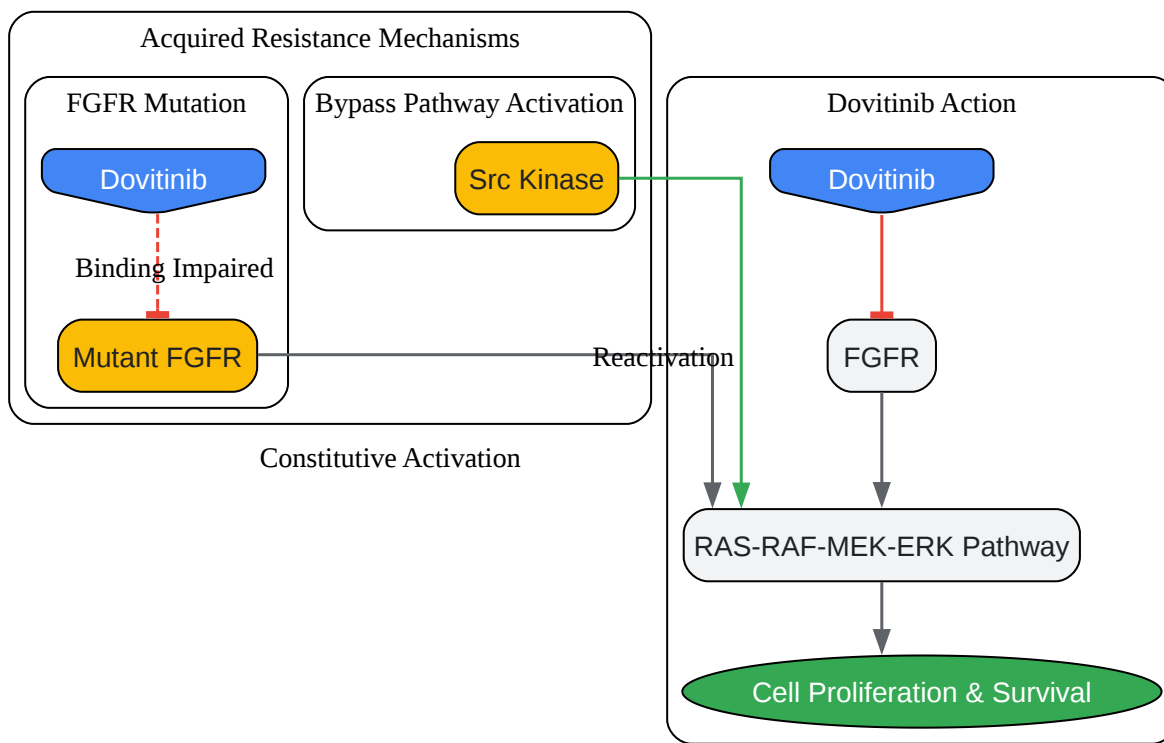 Acquired Resistance Mechanisms
FGFR Mutation
Bypass Pathway Activation
Dovitinib Action
Dovitinib
Src Kinase
Dovitinib
Binding Impaired
Mutant FGFR
Reactivation
FGFR
Constitutive Activation
RAS-RAF-MEK-ERK Pathway
Cell Proliferation & Survival